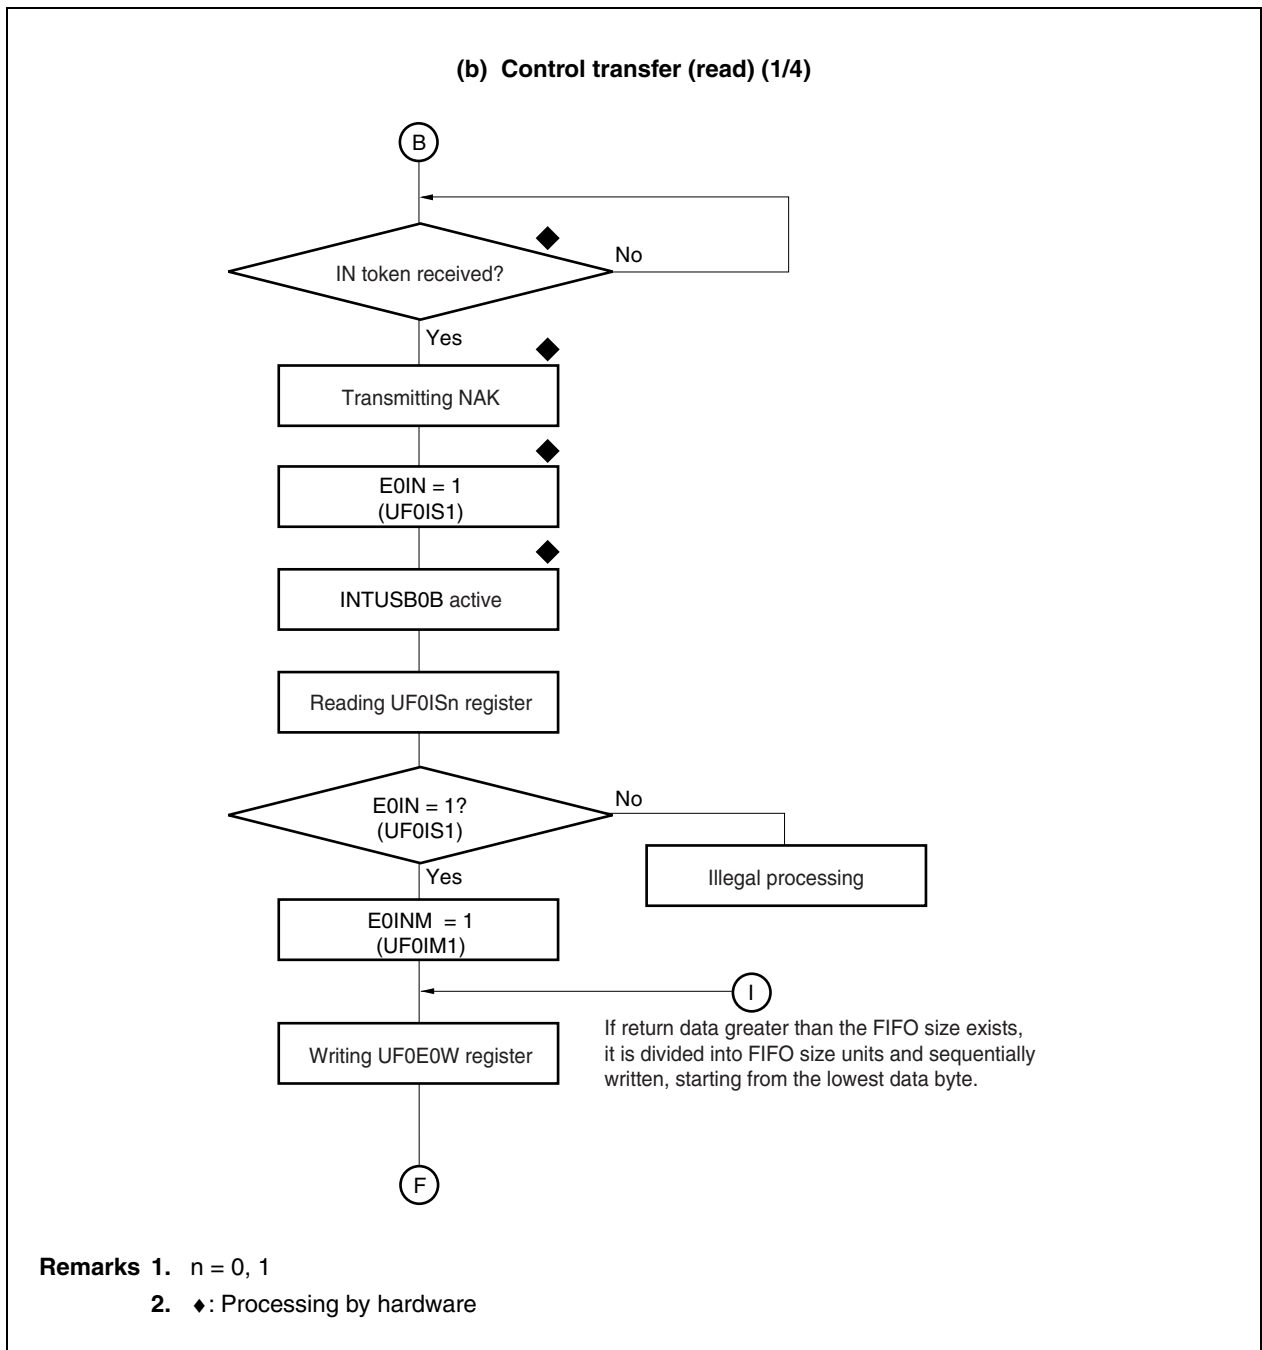 (b) Control transfer (read) (1/4)
B
IN token received?
No
Yes
Transmitting NAK
E0IN = 1
(UF0IS1)
INTUSB0B active
Reading UF0ISn register
E0IN = 1?
(UF0IS1)
No
Yes
Illegal processing
E0INM = 1
(UF0IM1)
I
If return data greater than the FIFO size exists,
it is divided into FIFO size units and sequentially
written, starting from the lowest data byte.
Writing UF0E0W register
F
Remarks 1. n = 0, 1
2. ♦: Processing by hardware